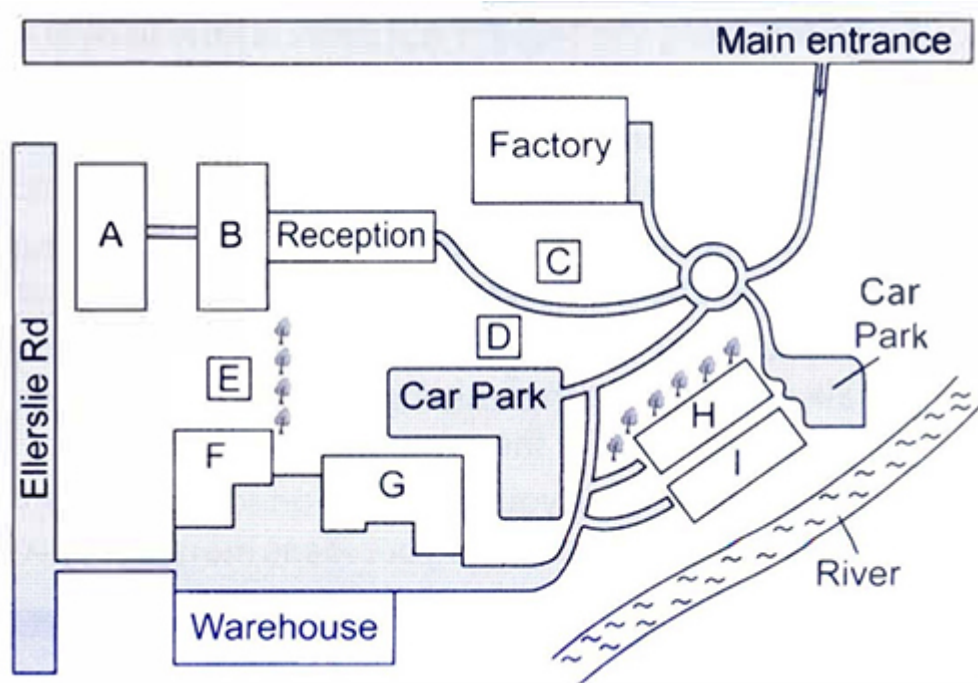 Main entrance
Factory
A
B
Reception
C
Car
Park
D
E
Car Park
H
Ellerslie Rd
F
G
I
River
Warehouse